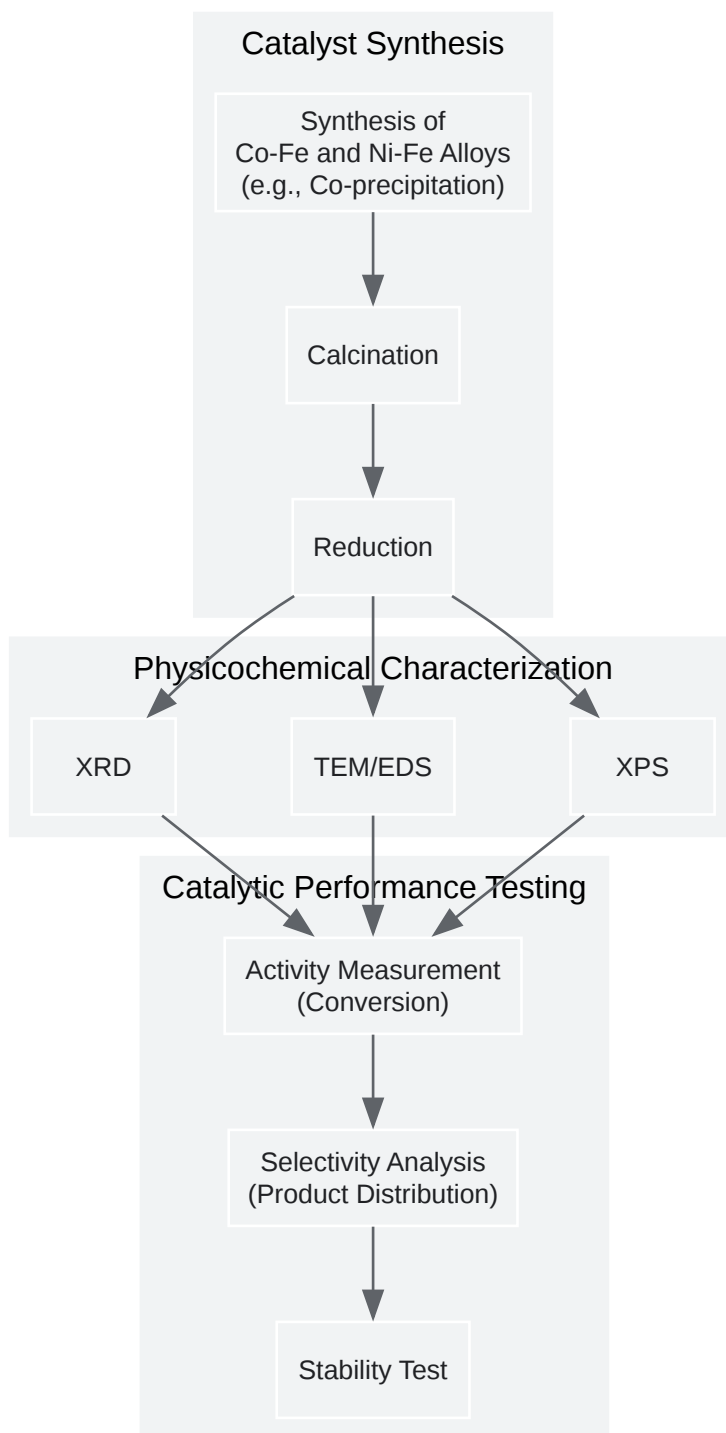 Catalyst Synthesis
Synthesis of
Co-Fe and Ni-Fe Alloys
(e.g., Co-precipitation)
Calcination
Reduction
Physicochemical Characterization
XRD
TEM/EDS
XPS
Catalytic Performance Testing
Activity Measurement
(Conversion)
Selectivity Analysis
(Product Distribution)
Stability Test